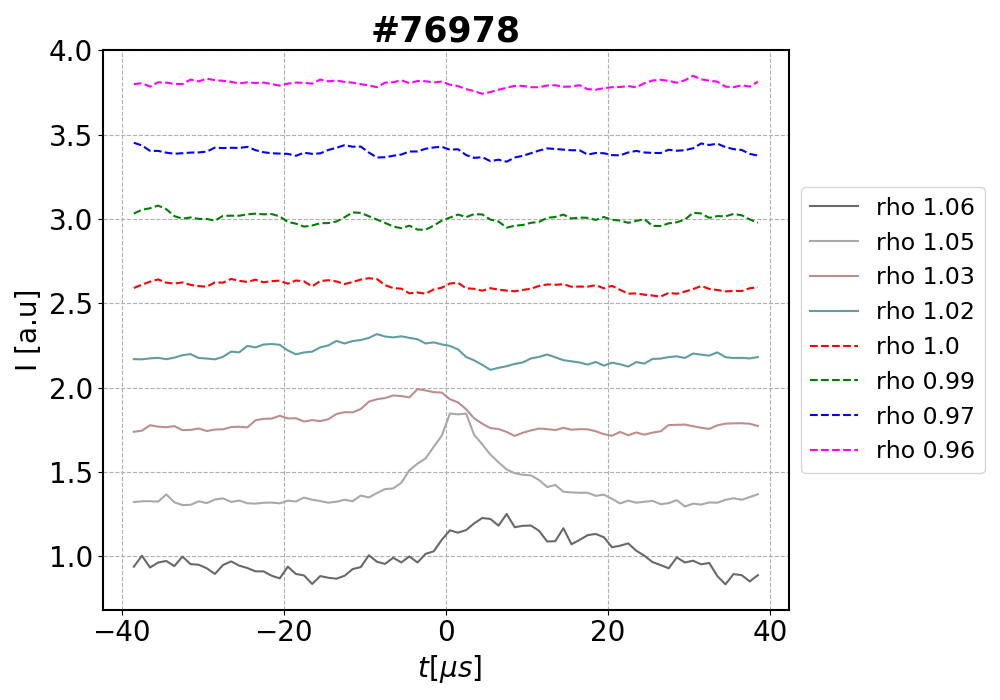 #76978
4.0
3.5
3.0
2.5
2.0
1.5
1.0
I [a.u]
−40 −20 0 20 40
t[μs]
rho 1.06
rho 1.05
rho 1.03
rho 1.02
rho 1.0
rho 0.99
rho 0.97
rho 0.96